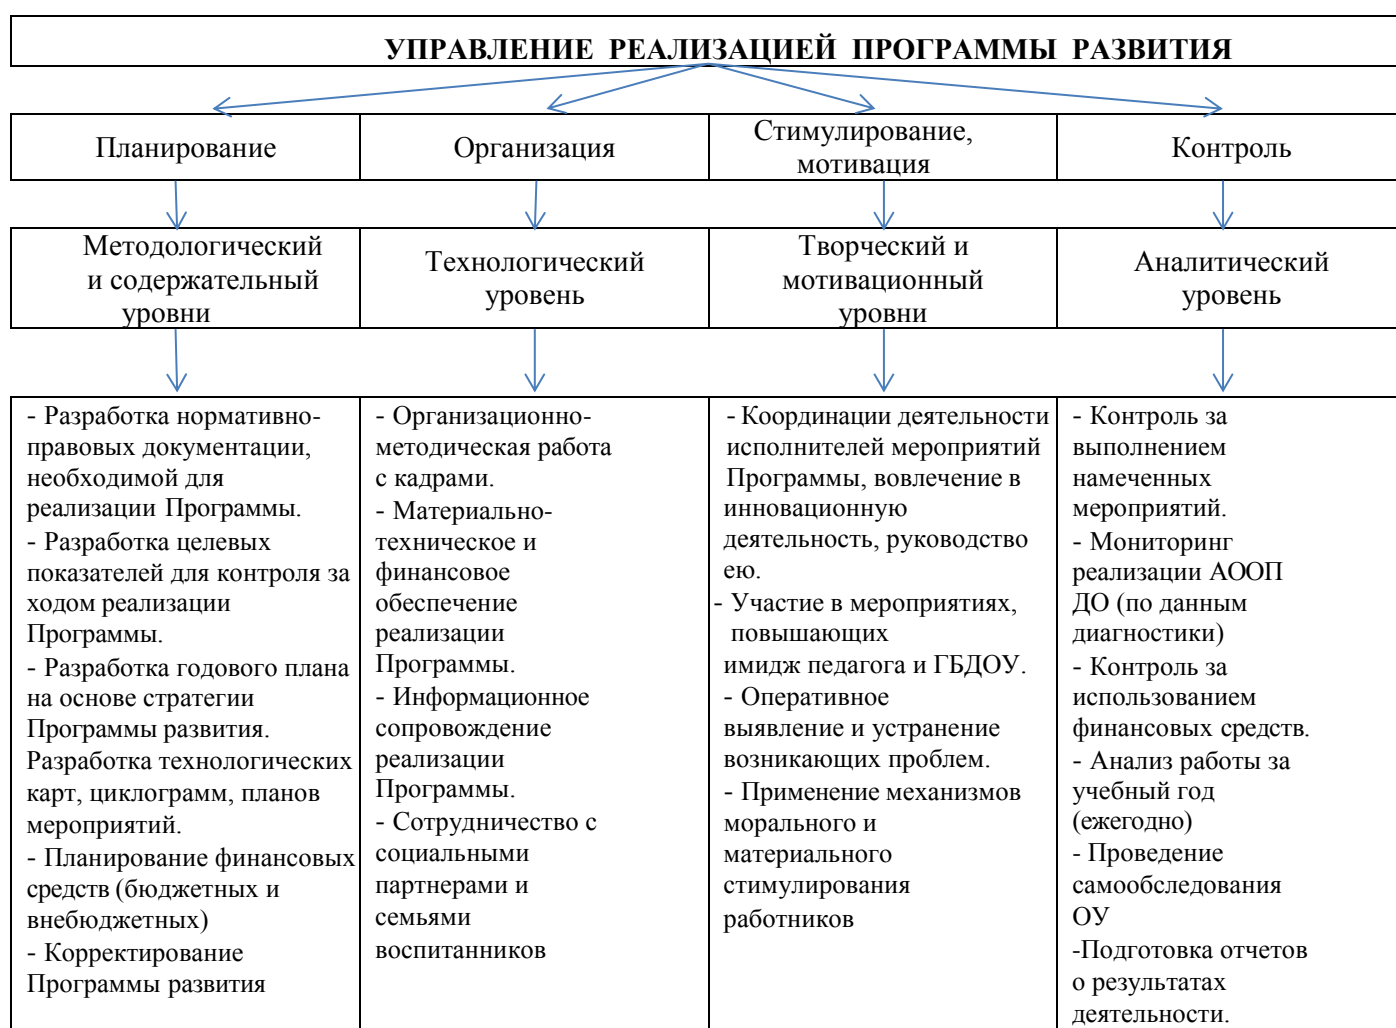 УПРАВЛЕНИЕ РЕАЛИЗАЦИЕЙ ПРОГРАММЫ РАЗВИТИЯ
Планирование
Организация
Стимулирование,
мотивация
Контроль
Методологический
и содержательный
уровни
Технологический
уровень
Творческий и
мотивационный
уровни
Аналитический
уровень
- Разработка нормативно-
правовых документации,
необходимой для
реализации Программы.
- Разработка целевых
показателей для контроля за
ходом реализации
Программы.
- Разработка годового плана
на основе стратегии
Программы развития.
Разработка технологических
карт, циклограмм, планов
мероприятий.
- Планирование финансовых
средств (бюджетных и
внебюджетных)
- Корректирование
Программы развития
- Организационно-
методическая работа
с кадрами.
- Материально-
техническое и
финансовое
обеспечение
реализации
Программы.
- Информационное
сопровождение
реализации
Программы.
- Сотрудничество с
социальными
партнерами и
семьями
воспитанников
- Координации деятельности
исполнителей мероприятий
Программы, вовлечение в
инновационную
деятельность, руководство
ею.
- Участие в мероприятиях,
повышающих
имидж педагога и ГБДОУ.
- Оперативное
выявление и устранение
возникающих проблем.
- Применение механизмов
морального и
материального
стимулирования
работников
- Контроль за
выполнением
намеченных
мероприятий.
- Мониторинг
реализации АООП
ДО (по данным
диагностики)
- Контроль за
использованием
финансовых средств.
- Анализ работы за
учебный год
(ежегодно)
- Проведение
самообследования
ОУ
-Подготовка отчетов
о результатах
деятельности.